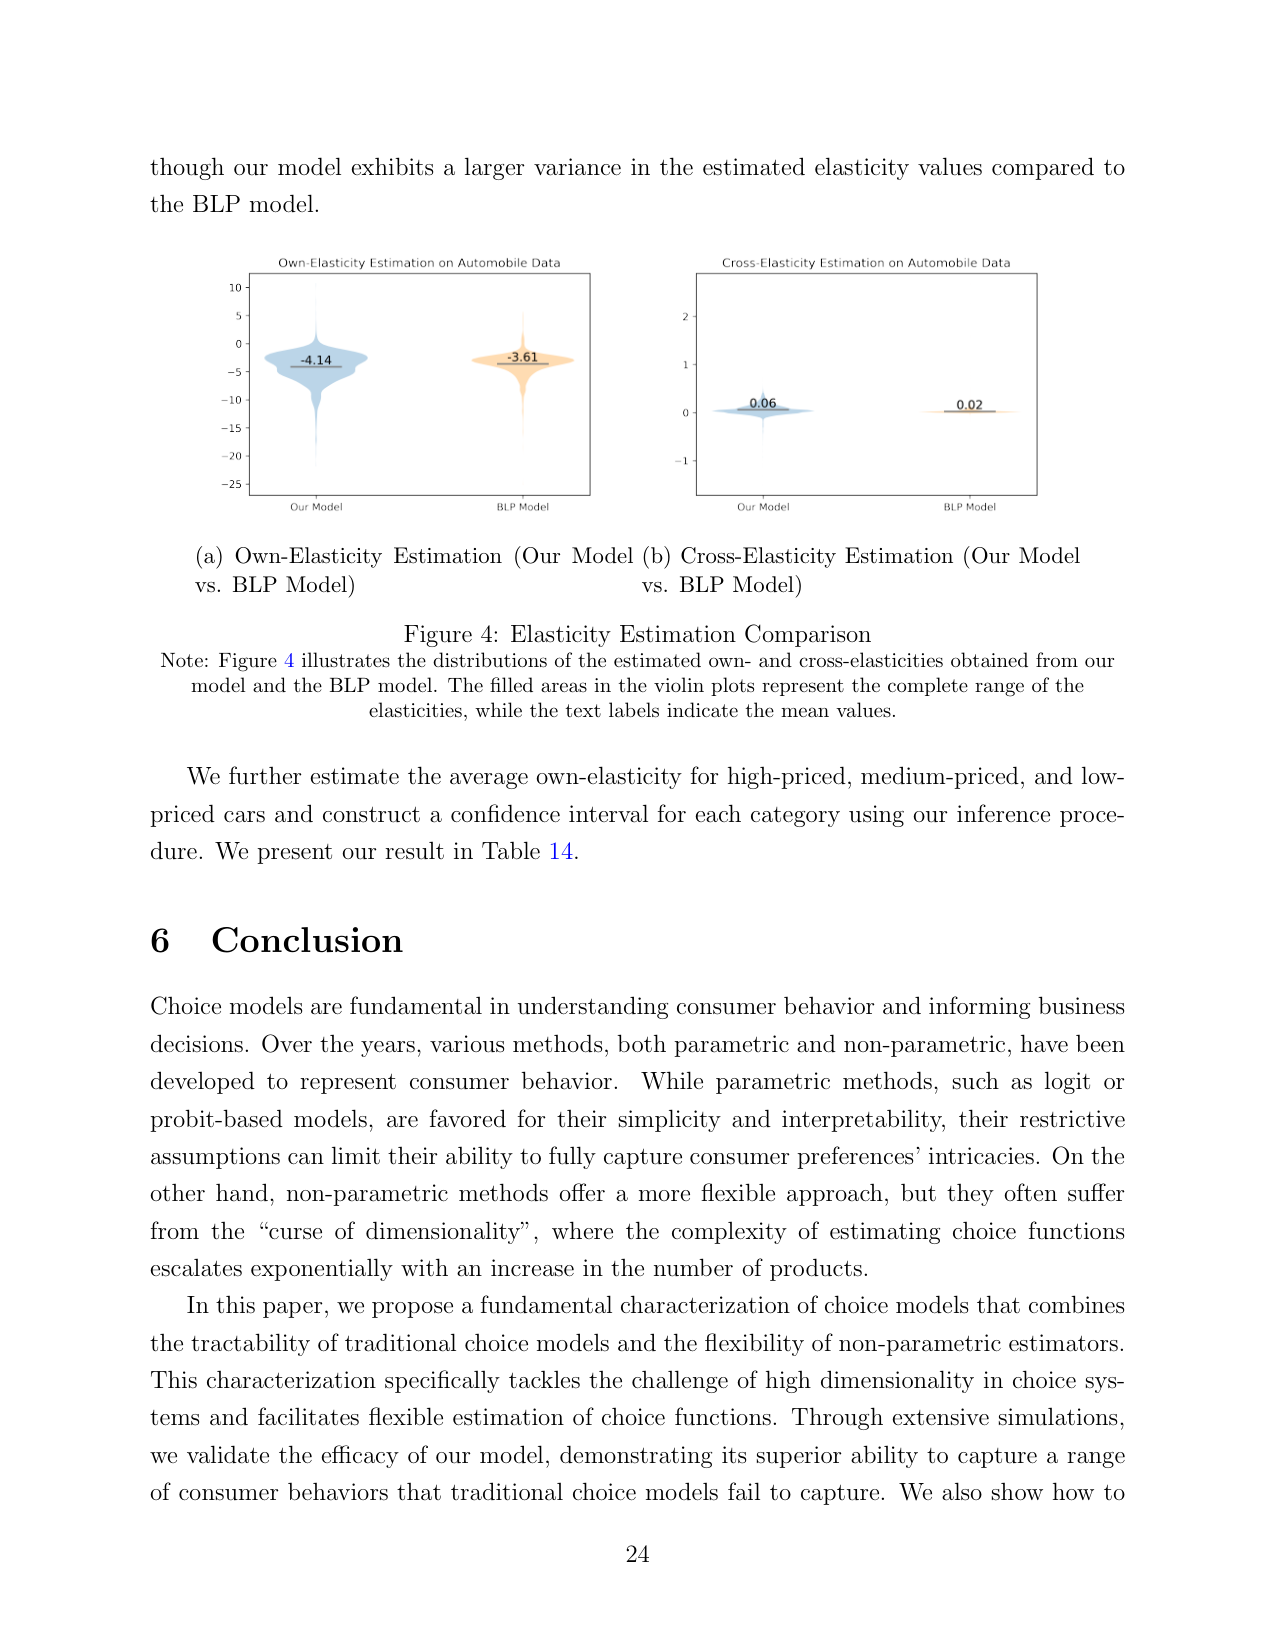 though our model exhibits a larger variance in the estimated elasticity values compared to
the BLP model.
Own-Elasticity Estimation on Automobile Data
10
5
0
−5
−10
−15
−20
−25
-4.14
-3.61
Our Model
BLP Model
Cross-Elasticity Estimation on Automobile Data
2
1
0
−1
0.06
0.02
Our Model
BLP Model
(a) Own-Elasticity Estimation (Our Model
vs. BLP Model)
(b) Cross-Elasticity Estimation (Our Model
vs. BLP Model)
Figure 4: Elasticity Estimation Comparison
Note: Figure 4 illustrates the distributions of the estimated own- and cross-elasticities obtained from our
model and the BLP model. The filled areas in the violin plots represent the complete range of the
elasticities, while the text labels indicate the mean values.
We further estimate the average own-elasticity for high-priced, medium-priced, and low-
priced cars and construct a confidence interval for each category using our inference proce-
dure. We present our result in Table 14.
6 Conclusion
Choice models are fundamental in understanding consumer behavior and informing business
decisions. Over the years, various methods, both parametric and non-parametric, have been
developed to represent consumer behavior. While parametric methods, such as logit or
probit-based models, are favored for their simplicity and interpretability, their restrictive
assumptions can limit their ability to fully capture consumer preferences’ intricacies. On the
other hand, non-parametric methods offer a more flexible approach, but they often suffer
from the “curse of dimensionality”, where the complexity of estimating choice functions
escalates exponentially with an increase in the number of products.
In this paper, we propose a fundamental characterization of choice models that combines
the tractability of traditional choice models and the flexibility of non-parametric estimators.
This characterization specifically tackles the challenge of high dimensionality in choice sys-
tems and facilitates flexible estimation of choice functions. Through extensive simulations,
we validate the efficacy of our model, demonstrating its superior ability to capture a range
of consumer behaviors that traditional choice models fail to capture. We also show how to
24